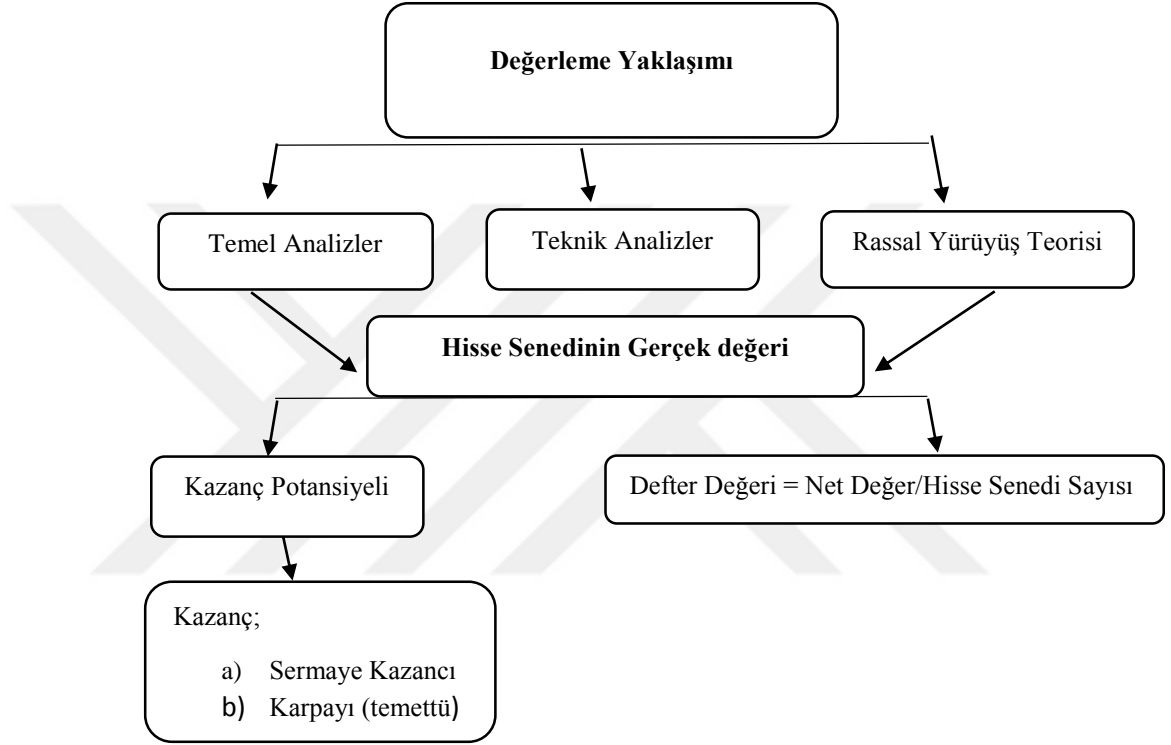 Değerleme Yaklaşımı
Temel Analizler
Teknik Analizler
Rassal Yürüyüş Teorisi
Hisse Senedinin Gerçek değeri
Kazanç Potansiyeli
Defter Değeri = Net Değer/Hisse Senedi Sayısı
Kazanç;
a) Sermaye Kazancı
b) Karpayı (temettü)